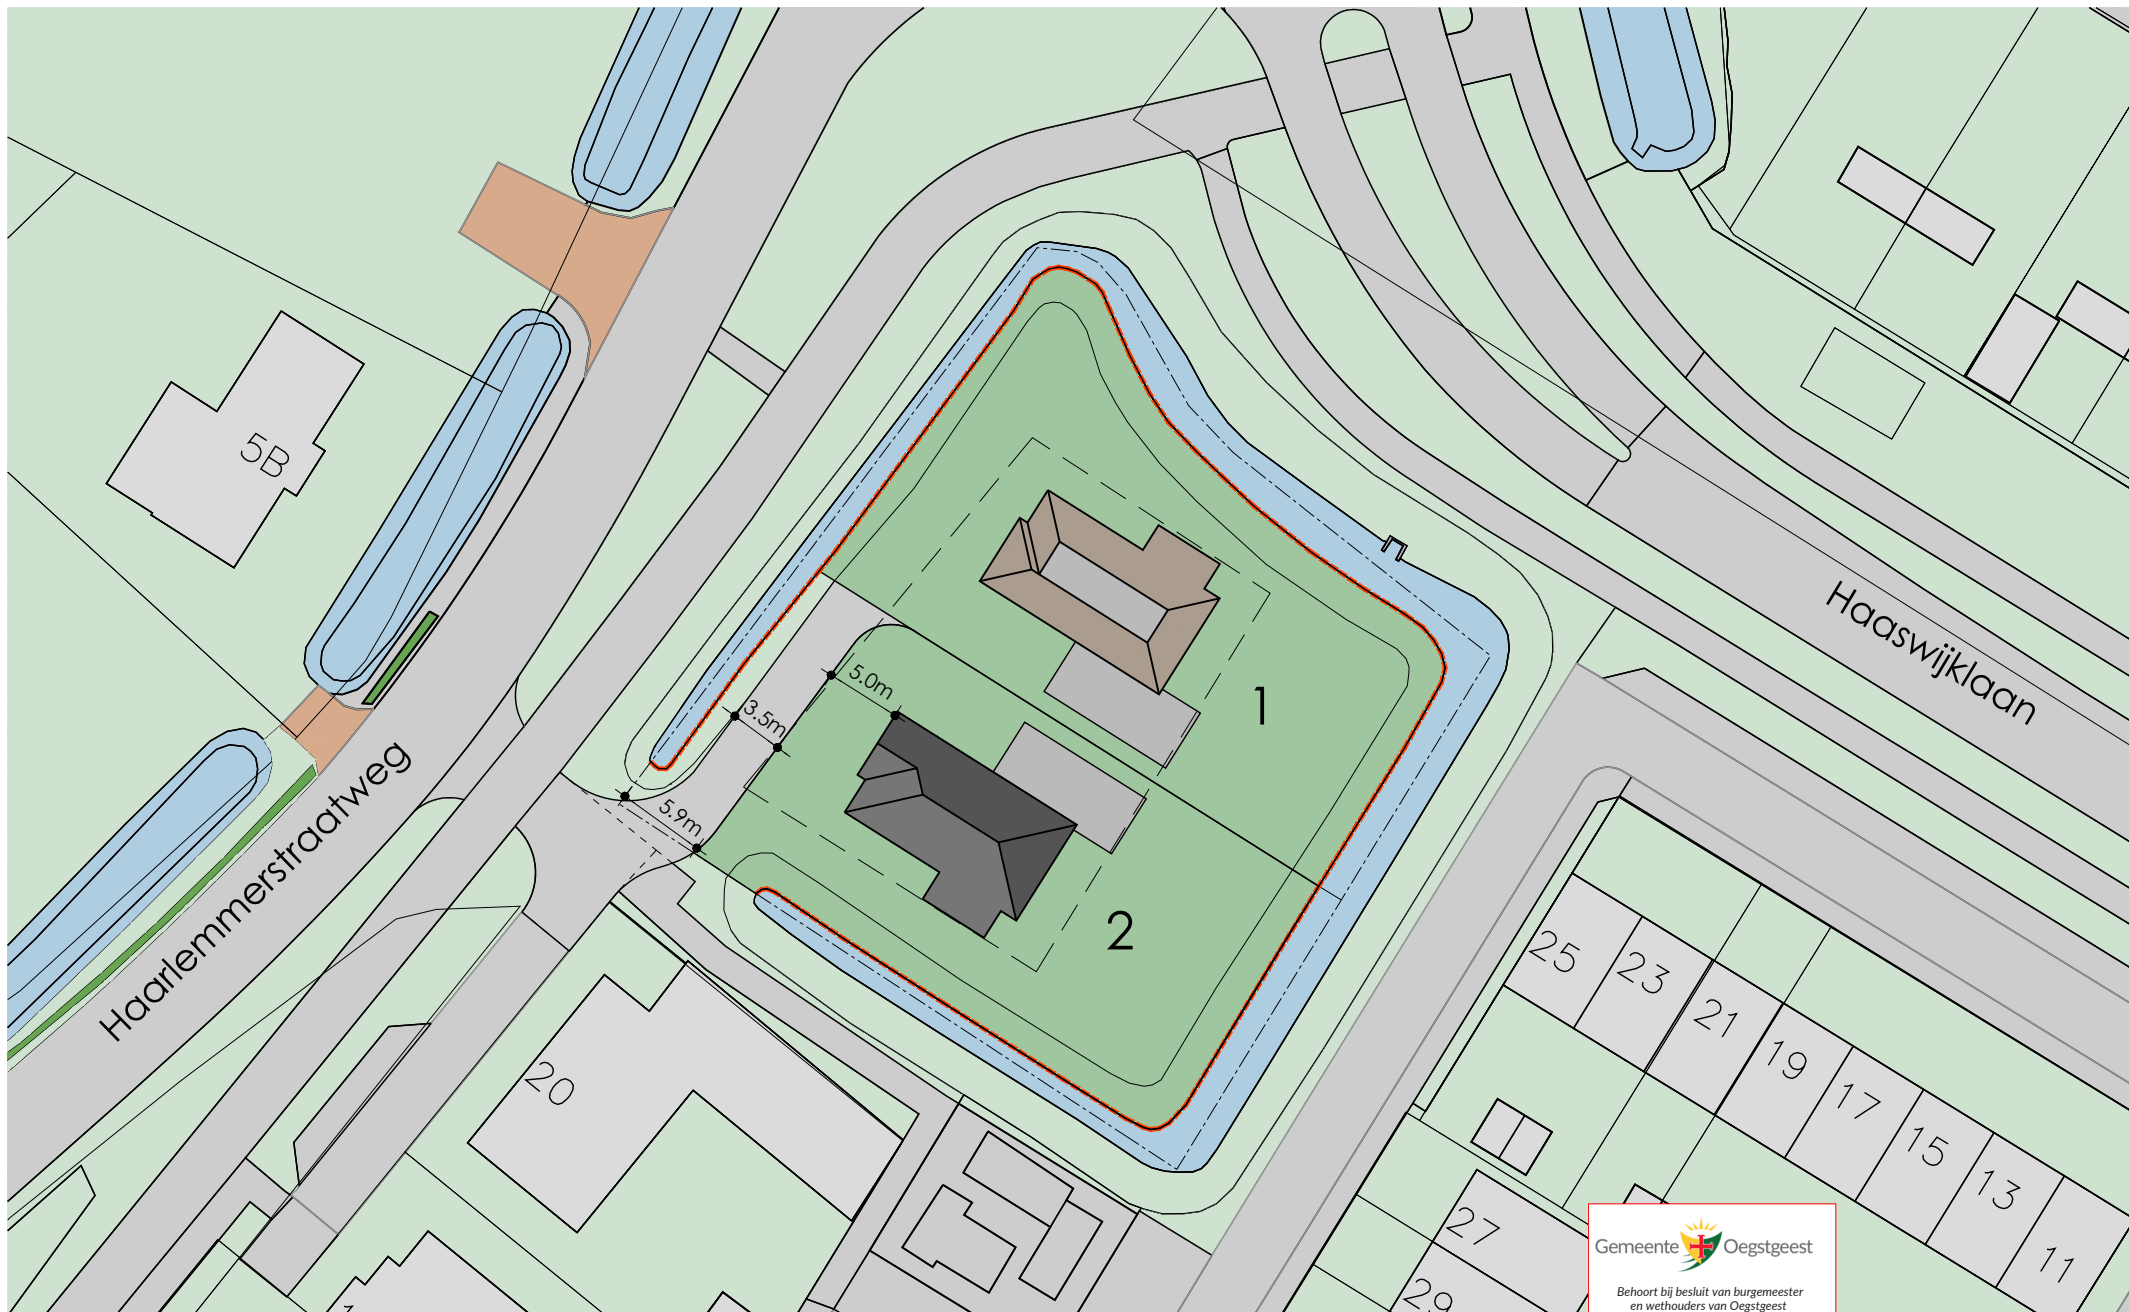 5B
Haarlemmerstraatweg
Haaswijklaan
5.0m
3.5m
5.9m
1
2
20
25
23
21
19
17
15
13
11
27
29
Gemeente Oegstgeest
Behoort bij besluit van burgemeester
en wethouders van Oegstgeest